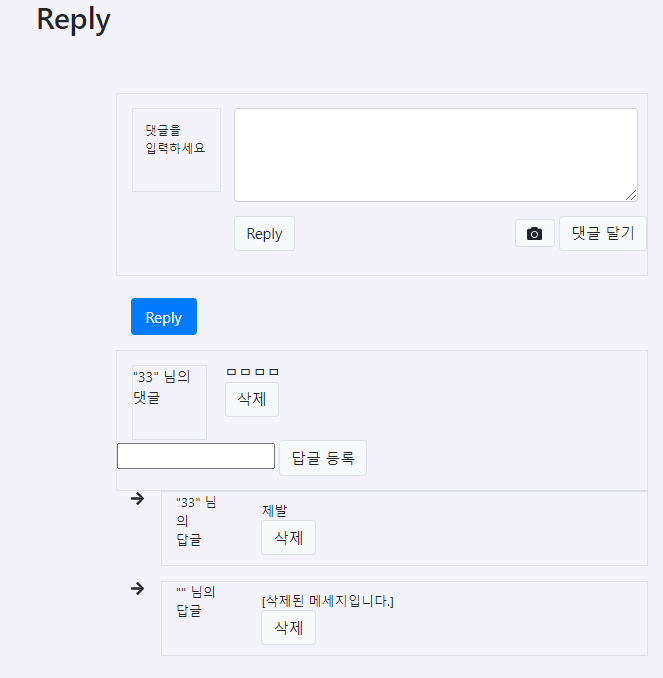 Reply
댓글을
입력하세요
Reply
댓글 달기
Reply
"33" 님의
댓글
ㅁㅁㅁㅁ
삭제
답글 등록
"33" 님
의
답글
제발
삭제
"" 님의
답글
[삭제된 메세지입니다.]
삭제